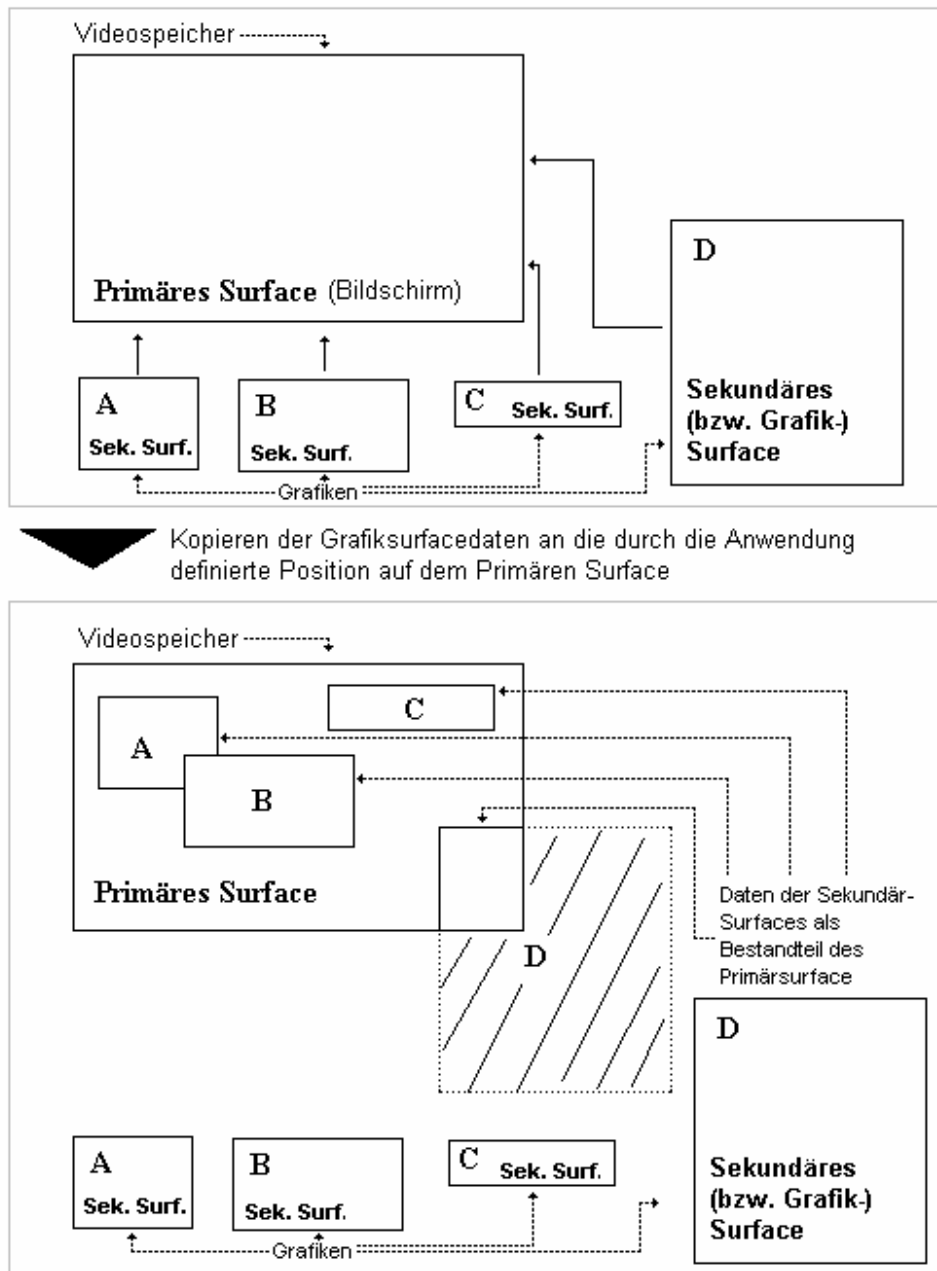 Videospeicher
Primäres Surface (Bildschirm)
D
Sekundäres
(bzw. Grafik-)
Surface
A
Sek. Surf.
B
Sek. Surf.
C Sek. Surf.
Grafiken
Kopieren der Grafiksurfacedaten an die durch die Anwendung
definierte Position auf dem Primären Surface
Videospeicher
C
A
B
Primäres Surface
D
Daten der Sekundär-
Surfaces als
Bestandteil des
Primärsurface
D
Sekundäres
(bzw. Grafik-)
Surface
A
Sek. Surf.
B
Sek. Surf.
C Sek. Surf.
Grafiken